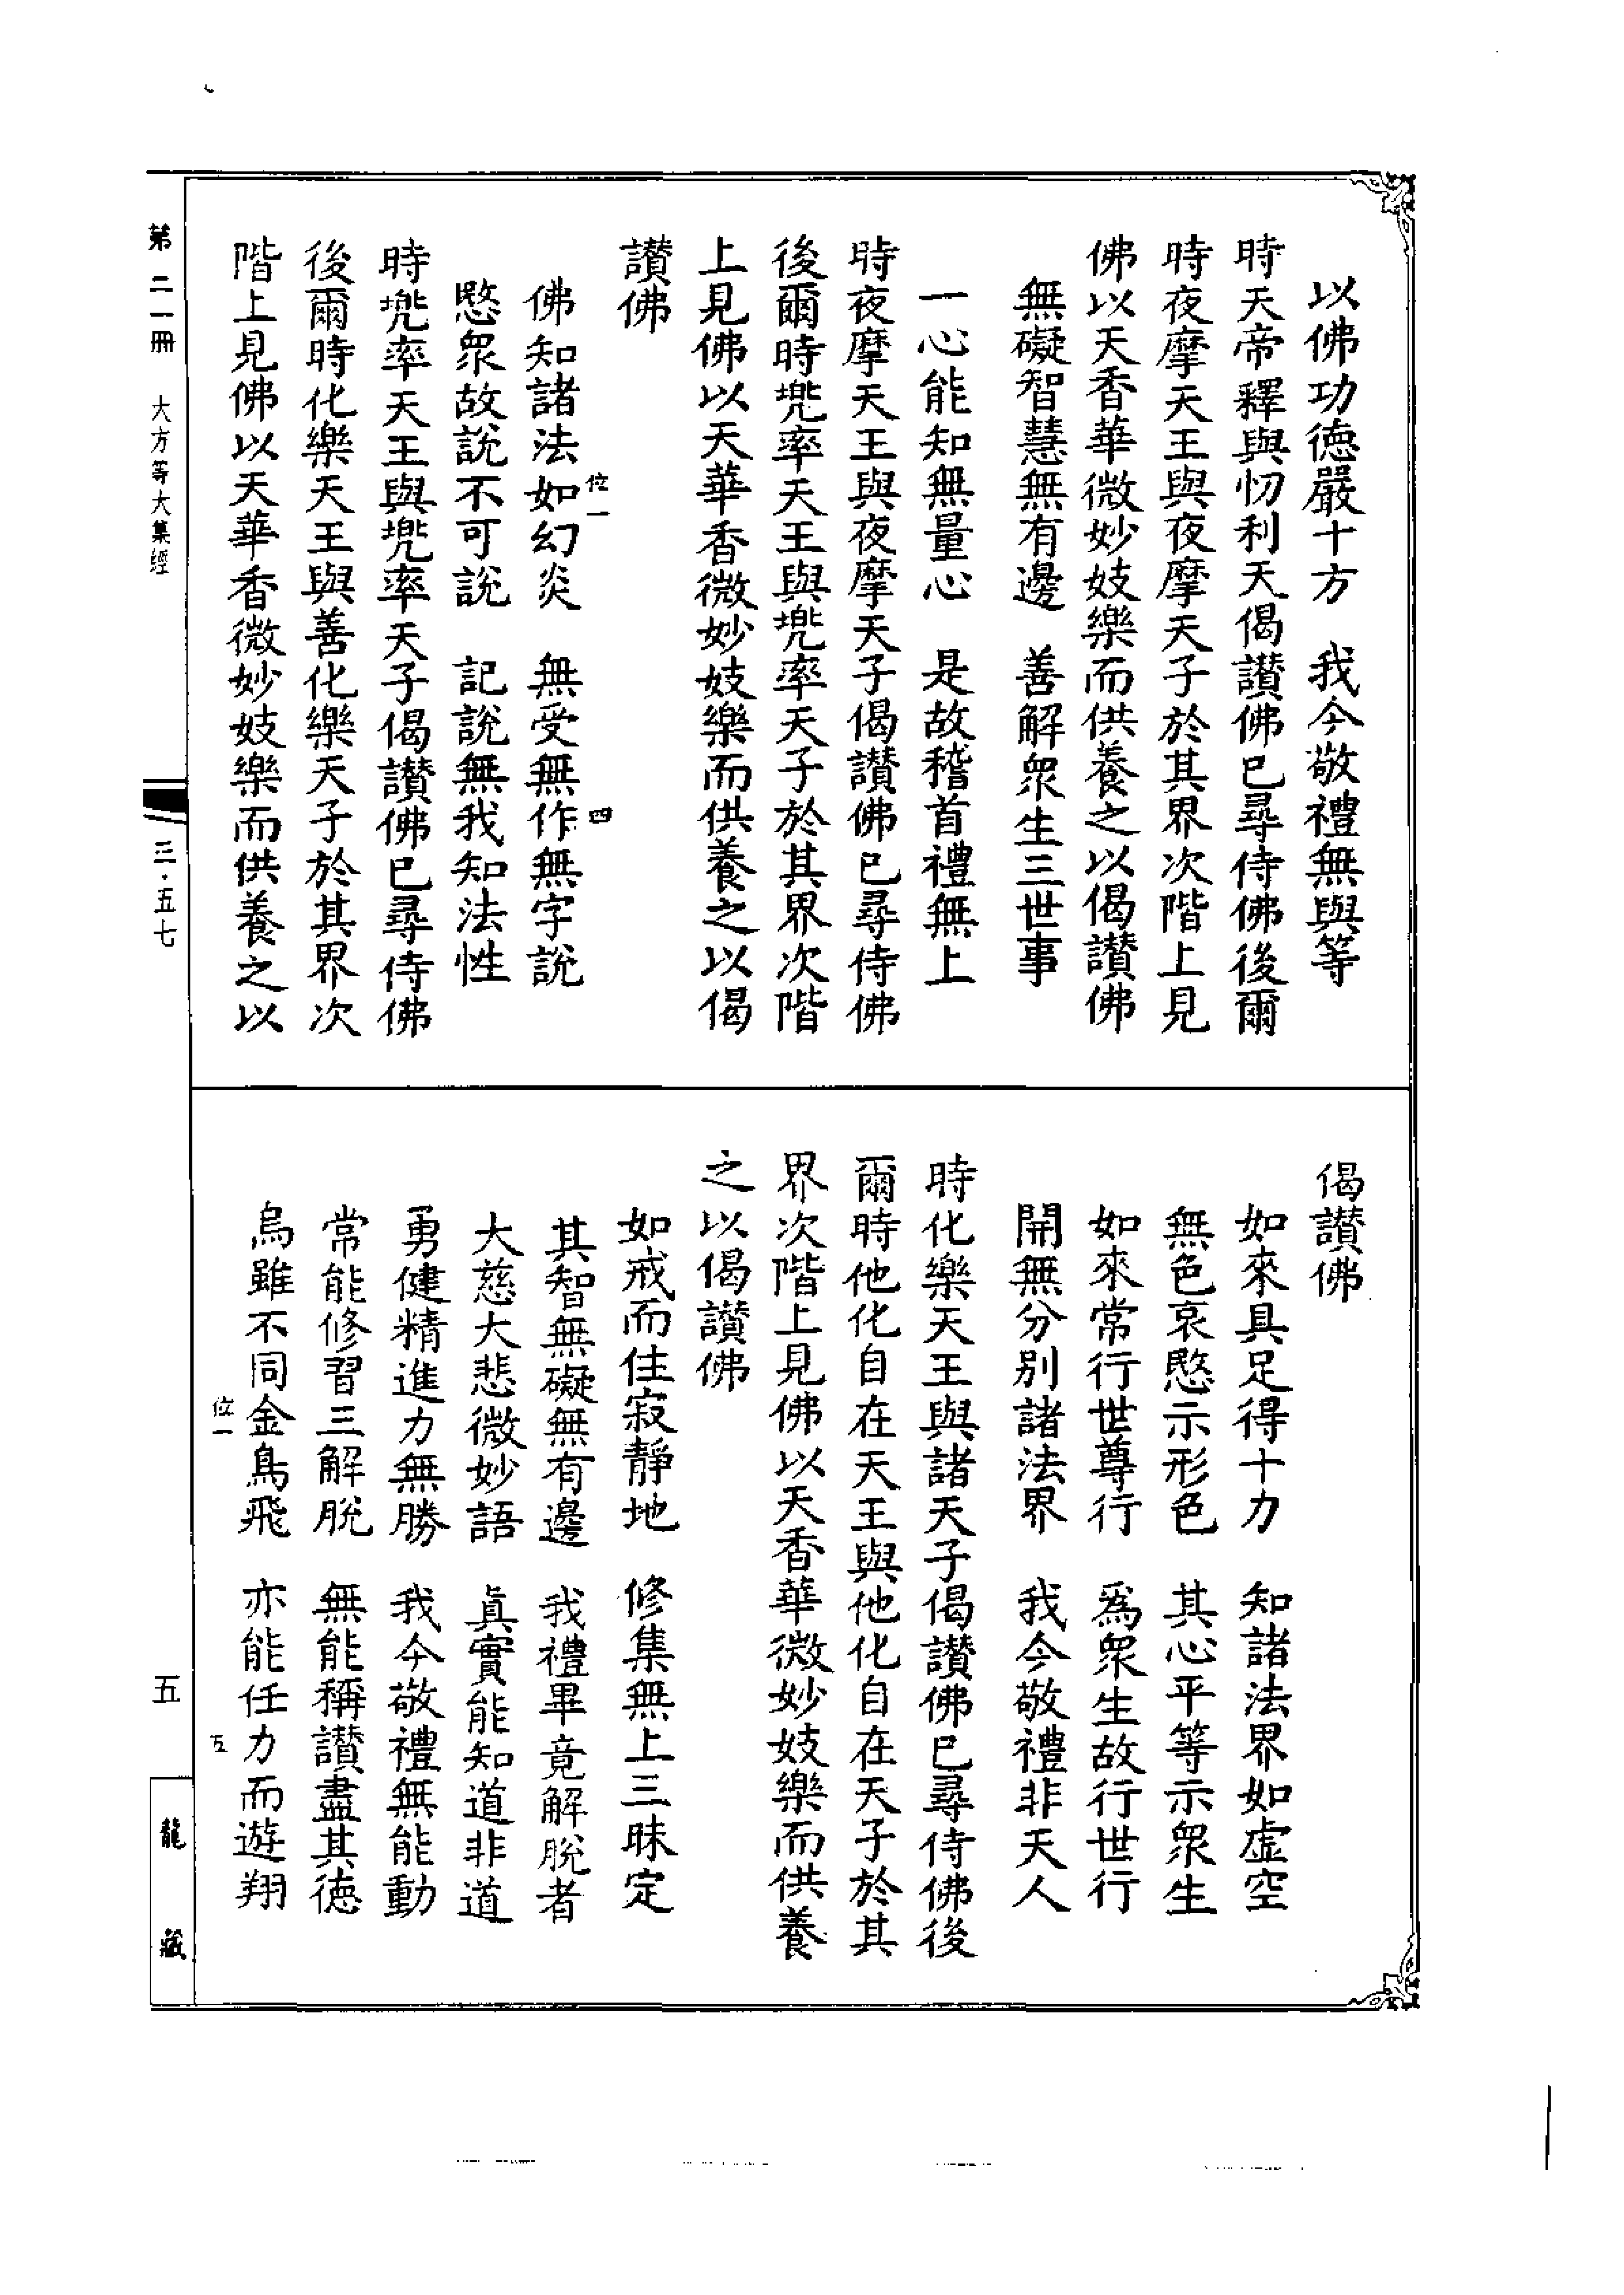 以佛功德嚴十方　我今敬禮無與等
時天帝釋與忉利天偈讚佛已尋侍佛後爾
時夜摩天王與夜摩天子於其界次階上見
佛以天香華微妙妓樂而供養之以偈讚佛
無礙智慧無有邊　善解眾生三世事
一心能知無量心　是故稽首禮無上
時夜摩天王與夜摩天子偈讚佛已尋侍佛
後爾時兠率天王與兠率天子於其界次階
上見佛以天華香微妙妓樂而供養之以偈
讚佛
位一　四
佛知諸法如幻炎　無受無作無字說
愍眾故說不可說　記說無我知法性
時兠率天王與兠率天子偈讚佛已尋侍佛
後爾時化樂天王與善化樂天子於其界次
階上見佛以天華香微妙妓樂而供養之以
偈讚佛
如來具足得十力　知諸法界如虛空
無色哀愍示形色　其心平等示眾生
如來常行世尊行　為眾生故行世行
開無分別諸法界　我今敬禮非天人
時化樂天王與諸天子偈讚佛已尋侍佛後
爾時他化自在天王與他化自在天子於其
界次階上見佛以天香華微妙妓樂而供養
之以偈讚佛
如戒而住寂靜地　修集無上三昧定
其智無礙無有邊　我禮畢竟解脫者
大慈大悲微妙語　真實能知道非道
勇健精進力無勝　我今敬禮無能動
常能修習三解脫　無能稱讚盡其德
烏雖不同金鳥飛　亦能任力而遊翔
位一　五
第二一冊　大方等大集經　三·五七　五　龍藏